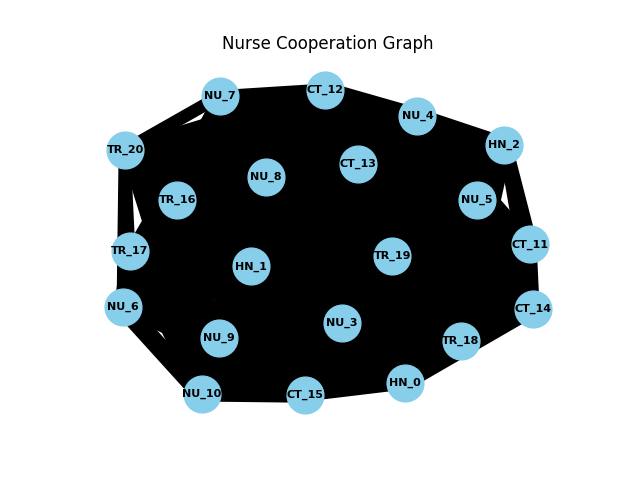 Nurse Cooperation Graph
CT_12
NU_7
NU_4
HN_2
TR_20
CT_13
NU_8
TR_16
NU_5
CT_11
TR_17
TR_19
HN_1
NU_6
CT_14
NU_3
NU_9
TR_18
HN_0
NU_10
CT_15